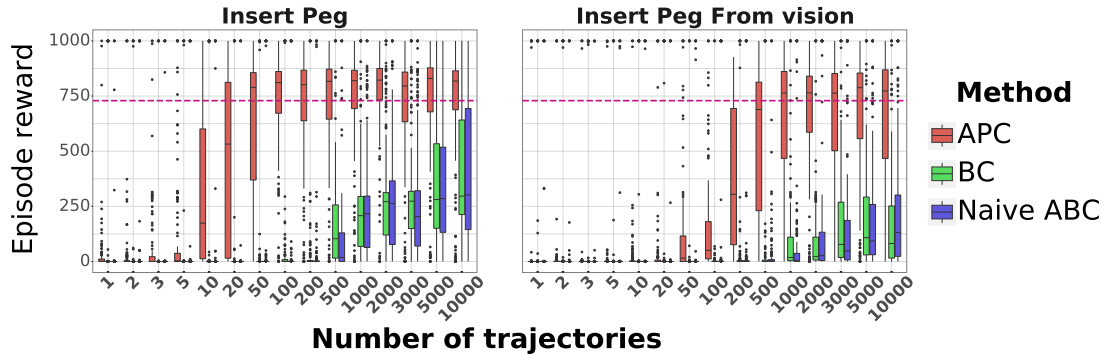 Insert Peg
Insert Peg From vision
Episode reward
1000
750
500
250
0
1 2 3 5 10 20 50 100 200 500 1000 2000 3000 5000 10000
1 2 3 5 10 20 50 100 200 500 1000 2000 3000 5000 10000
Number of trajectories
Method
APC
BC
Naive ABC